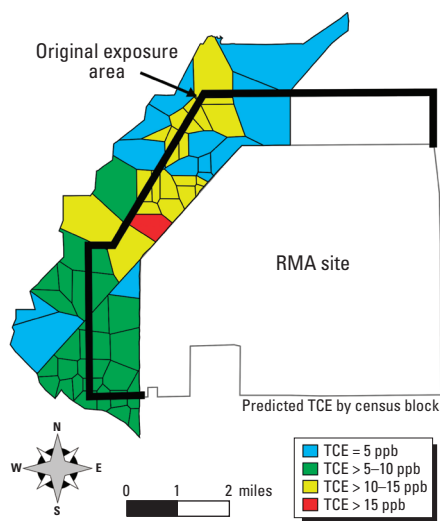 Original exposure
area
RMA site
Predicted TCE by census block
N
W
E
S
0
1
2
miles
TCE = 5 ppb
TCE > 5–10 ppb
TCE > 10–15 ppb
TCE > 15 ppb